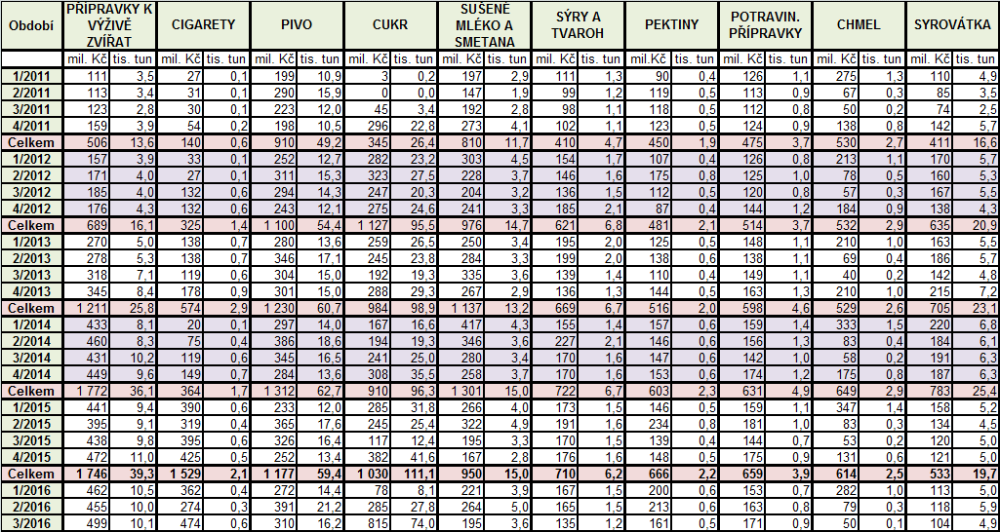 Období PŘÍPRAVKY K VÝŽIVĚ ZVÍŘAT CIGARETY PIVO CUKR SUŠENÉ MLÉKO A SMETANA SÝRY A TVAROH PEKTINY POTRAVIN. PŘÍPRAVKY CHMEL SYROVÁTKA
mil. Kč tis. tun mil. Kč tis. tun mil. Kč tis. tun mil. Kč tis. tun mil. Kč tis. tun mil. Kč tis. tun mil. Kč tis. tun mil. Kč tis. tun mil. Kč tis. tun mil. Kč tis. tun
1/2011 111 3,5 27 0,1 199 10,9 3 0,2 197 2,9 111 1,3 90 0,4 126 1,1 275 1,3 110 4,9
2/2011 113 3,4 31 0,1 290 15,9 0 0,0 147 1,9 99 1,2 119 0,5 113 0,9 67 0,3 85 3,5
3/2011 123 2,8 30 0,1 223 12,0 45 3,4 192 2,8 98 1,1 118 0,5 112 0,8 50 0,2 74 2,5
4/2011 159 3,9 54 0,2 198 10,5 296 22,8 273 4,1 102 1,1 123 0,5 124 0,9 138 0,8 142 5,7
Celkem 506 13,6 140 0,6 910 49,2 345 26,4 810 11,7 410 4,7 450 1,9 475 3,7 530 2,7 411 16,6
1/2012 157 3,9 33 0,1 252 12,7 282 23,2 303 4,5 154 1,7 107 0,4 126 0,8 213 1,1 170 5,7
2/2012 171 4,0 27 0,1 311 15,3 323 27,5 228 3,7 146 1,6 175 0,8 125 1,0 78 0,5 160 5,3
3/2012 185 4,0 132 0,6 294 14,3 247 20,3 204 3,2 136 1,5 112 0,5 120 0,8 57 0,3 167 5,5
4/2012 176 4,3 132 0,6 243 12,1 275 24,6 241 3,3 185 2,1 87 0,4 144 1,2 184 0,9 138 4,3
Celkem 689 16,1 325 1,4 1 100 54,4 1 127 95,5 976 14,7 621 6,8 481 2,1 514 3,7 532 2,9 635 20,9
1/2013 270 5,0 138 0,7 280 13,6 259 26,5 250 3,4 195 2,0 125 0,5 148 1,1 210 1,0 163 5,5
2/2013 278 5,3 138 0,7 346 17,1 245 23,8 284 3,3 199 2,0 138 0,6 138 1,1 69 0,4 186 5,7
3/2013 318 7,1 119 0,6 304 15,0 192 19,3 335 3,6 139 1,4 110 0,4 149 1,1 40 0,2 142 4,8
4/2013 345 8,4 178 0,9 301 15,0 288 29,3 267 2,9 136 1,3 144 0,5 163 1,3 210 1,0 215 7,2
Celkem 1 211 25,8 574 2,9 1 230 60,7 984 98,9 1 137 13,2 669 6,7 516 2,0 598 4,6 529 2,6 705 23,1
1/2014 433 8,1 20 0,1 297 14,0 167 16,6 417 4,3 155 1,4 157 0,6 159 1,4 333 1,5 220 6,8
2/2014 460 8,3 75 0,4 386 18,6 194 19,3 346 3,6 227 2,1 146 0,6 156 1,3 83 0,4 184 6,1
3/2014 431 10,2 119 0,6 345 16,5 241 25,0 280 3,4 170 1,6 147 0,6 142 1,0 58 0,2 191 6,3
4/2014 449 9,6 149 0,7 284 13,6 308 35,5 258 3,7 170 1,6 153 0,6 174 1,2 175 0,8 187 6,3
Celkem 1 772 36,1 364 1,7 1 312 62,7 910 96,3 1 301 15,0 722 6,7 603 2,3 631 4,9 649 2,9 783 25,4
1/2015 441 9,4 390 0,6 233 12,0 285 31,8 266 4,0 173 1,5 146 0,5 159 1,1 347 1,4 158 5,2
2/2015 395 9,1 319 0,4 365 17,6 245 25,4 322 4,9 191 1,6 234 0,8 181 1,0 83 0,3 134 4,5
3/2015 438 9,8 395 0,6 326 16,4 117 12,4 195 3,3 170 1,5 139 0,4 144 0,7 53 0,2 120 5,0
4/2015 472 11,0 425 0,5 252 13,4 382 41,6 167 2,8 176 1,6 148 0,5 175 0,9 131 0,6 121 5,0
Celkem 1 746 39,3 1 529 2,1 1 177 59,4 1 030 111,1 950 15,0 710 6,2 666 2,2 659 3,9 614 2,5 533 19,7
1/2016 462 10,5 362 0,4 272 14,4 78 8,1 221 3,9 167 1,5 200 0,6 153 0,7 282 1,0 113 5,0
2/2016 455 10,0 274 0,3 391 21,2 285 27,8 264 5,0 165 1,5 213 0,6 163 0,8 79 0,3 118 5,9
3/2016 499 10,1 474 0,6 310 16,2 815 74,0 195 3,6 135 1,2 161 0,5 171 0,9 50 0,1 104 4,9